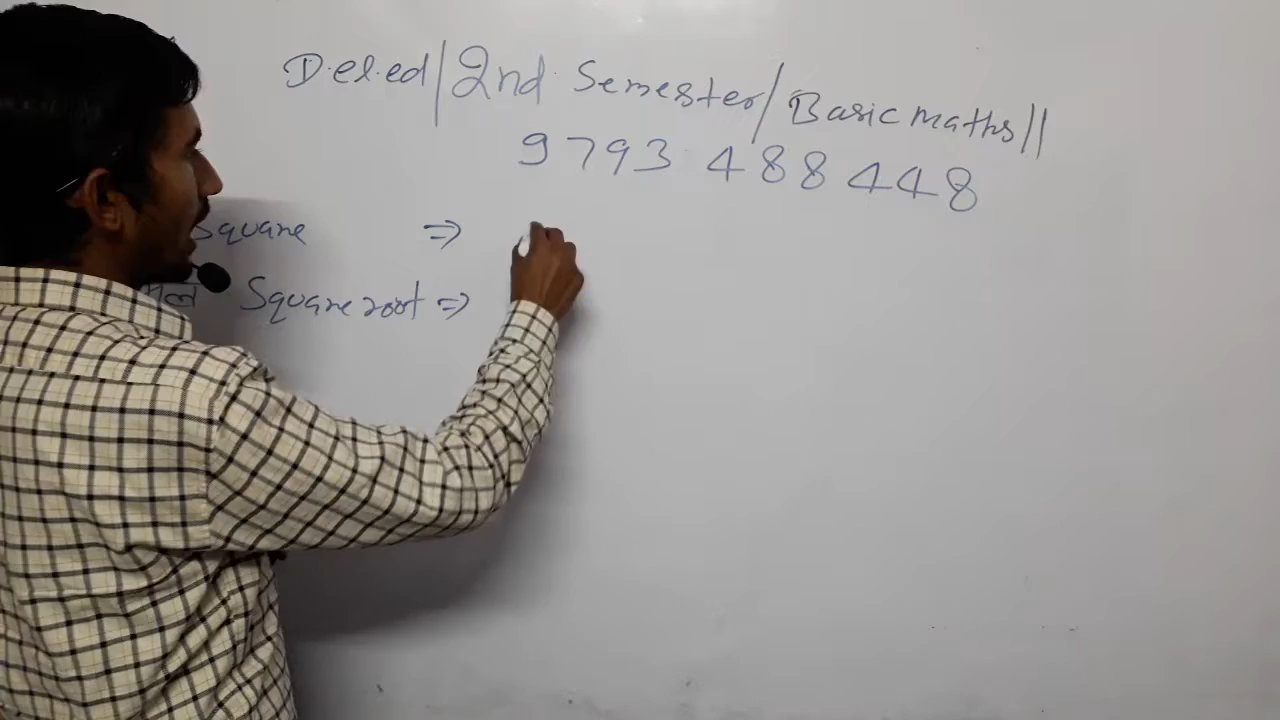 D.el.ed/2nd Semester/Basic maths//
9793 488448
Square ⇒
Square root ⇒